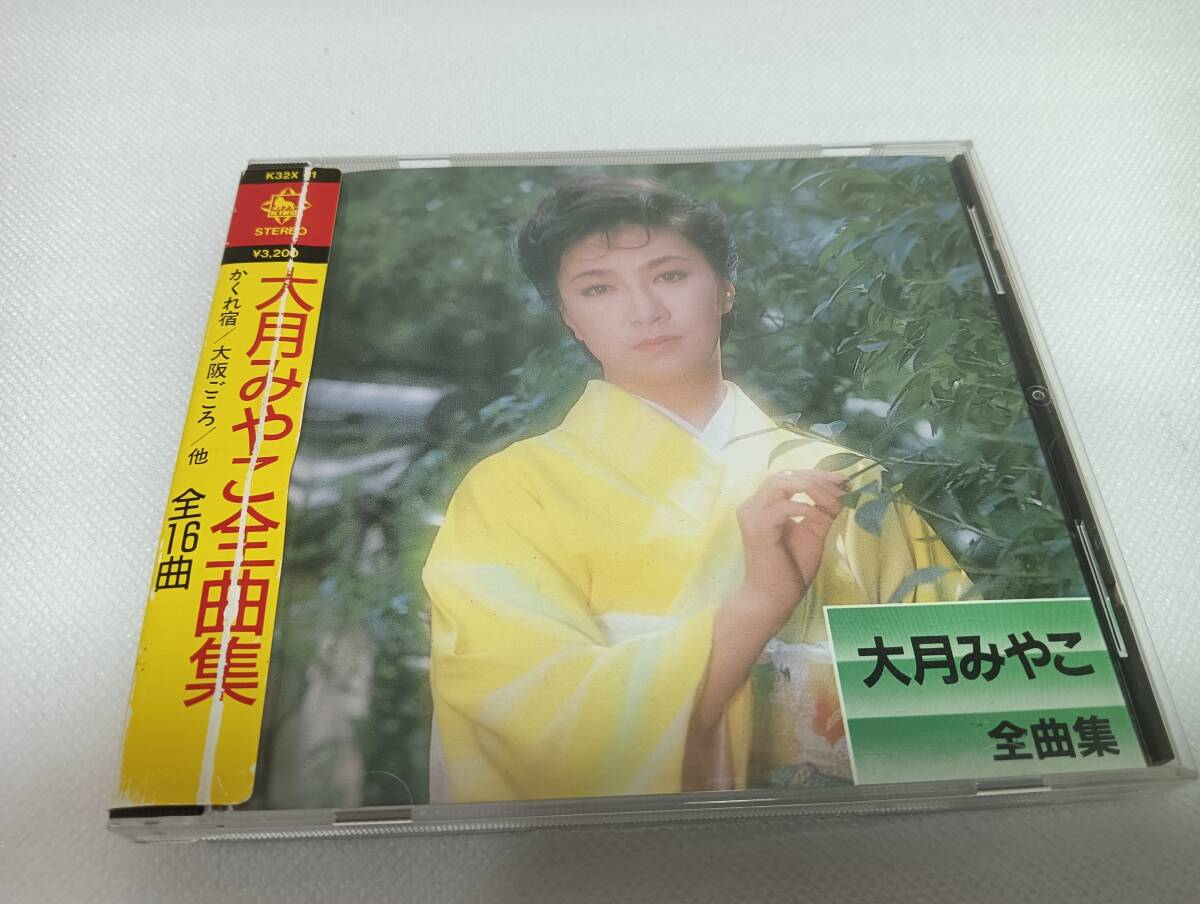 K32X
KING
STEREO
¥3,200
大月みやこ全曲集
かくれ宿/大阪ごころ/他
全16曲
大月みやこ
全曲集